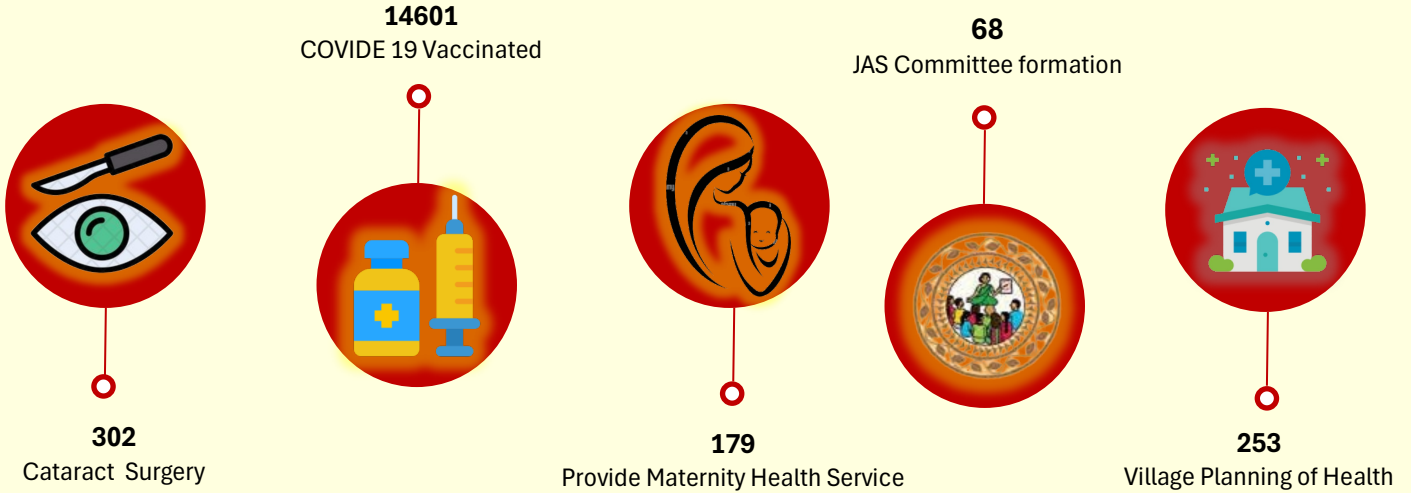 14601
COVIDE 19 Vaccinated
68
JAS Committee formation
302
Cataract  Surgery
179
Provide Maternity Health Service
253
Village Planning of Health